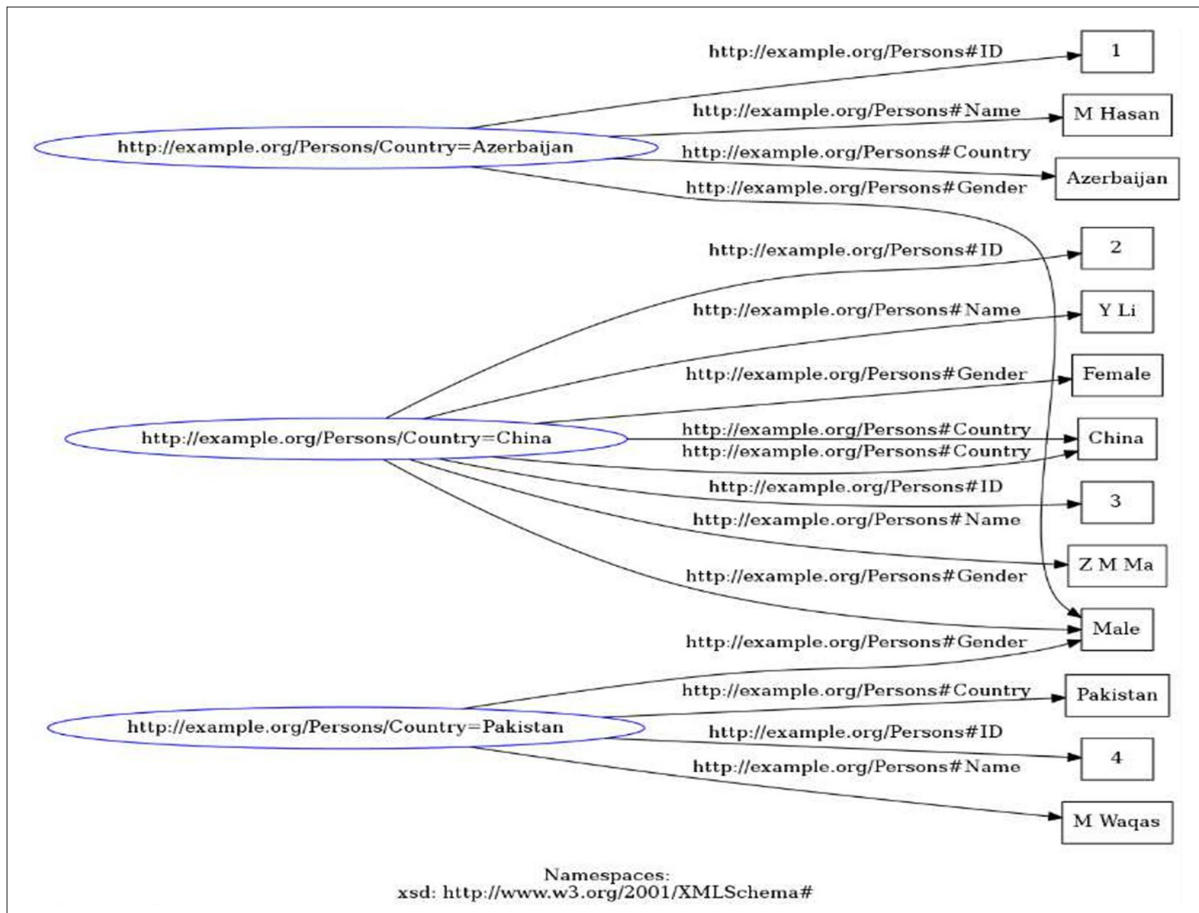 http://example.org/Persons#ID
1
http://example.org/Persons#Name
M Hasan
http://example.org/Persons/Country=Azerbaijan
http://example.org/Persons#Country
Azerbaijan
http://example.org/Persons#Gender
http://example.org/Persons#ID
2
http://example.org/Persons#Name
Y Li
http://example.org/Persons#Gender
Female
http://example.org/Persons/Country=China
http://example.org/Persons#Country
China
http://example.org/Persons#Country
http://example.org/Persons#ID
3
http://example.org/Persons#Name
Z M Ma
http://example.org/Persons#Gender
Male
http://example.org/Persons#Gender
http://example.org/Persons#Country
Pakistan
http://example.org/Persons/Country=Pakistan
http://example.org/Persons#ID
4
http://example.org/Persons#Name
M Waqas
Namespaces:
xsd: http://www.w3.org/2001/XMLSchema#